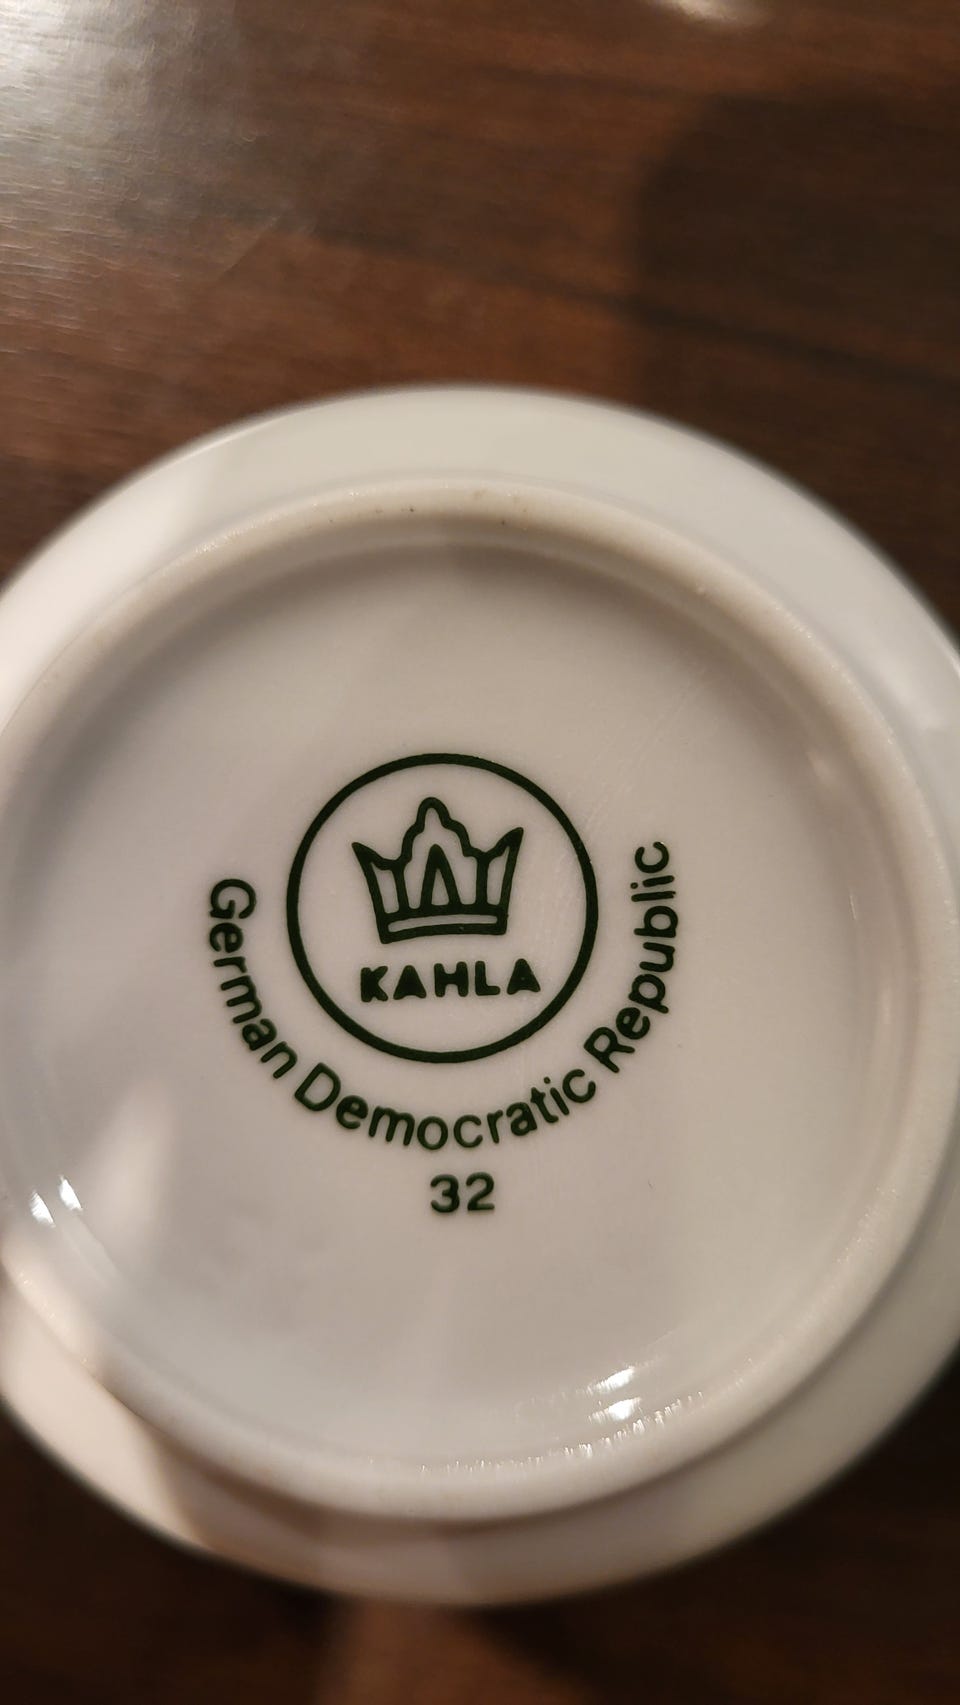 KAHLA
German Democratic Republic
32